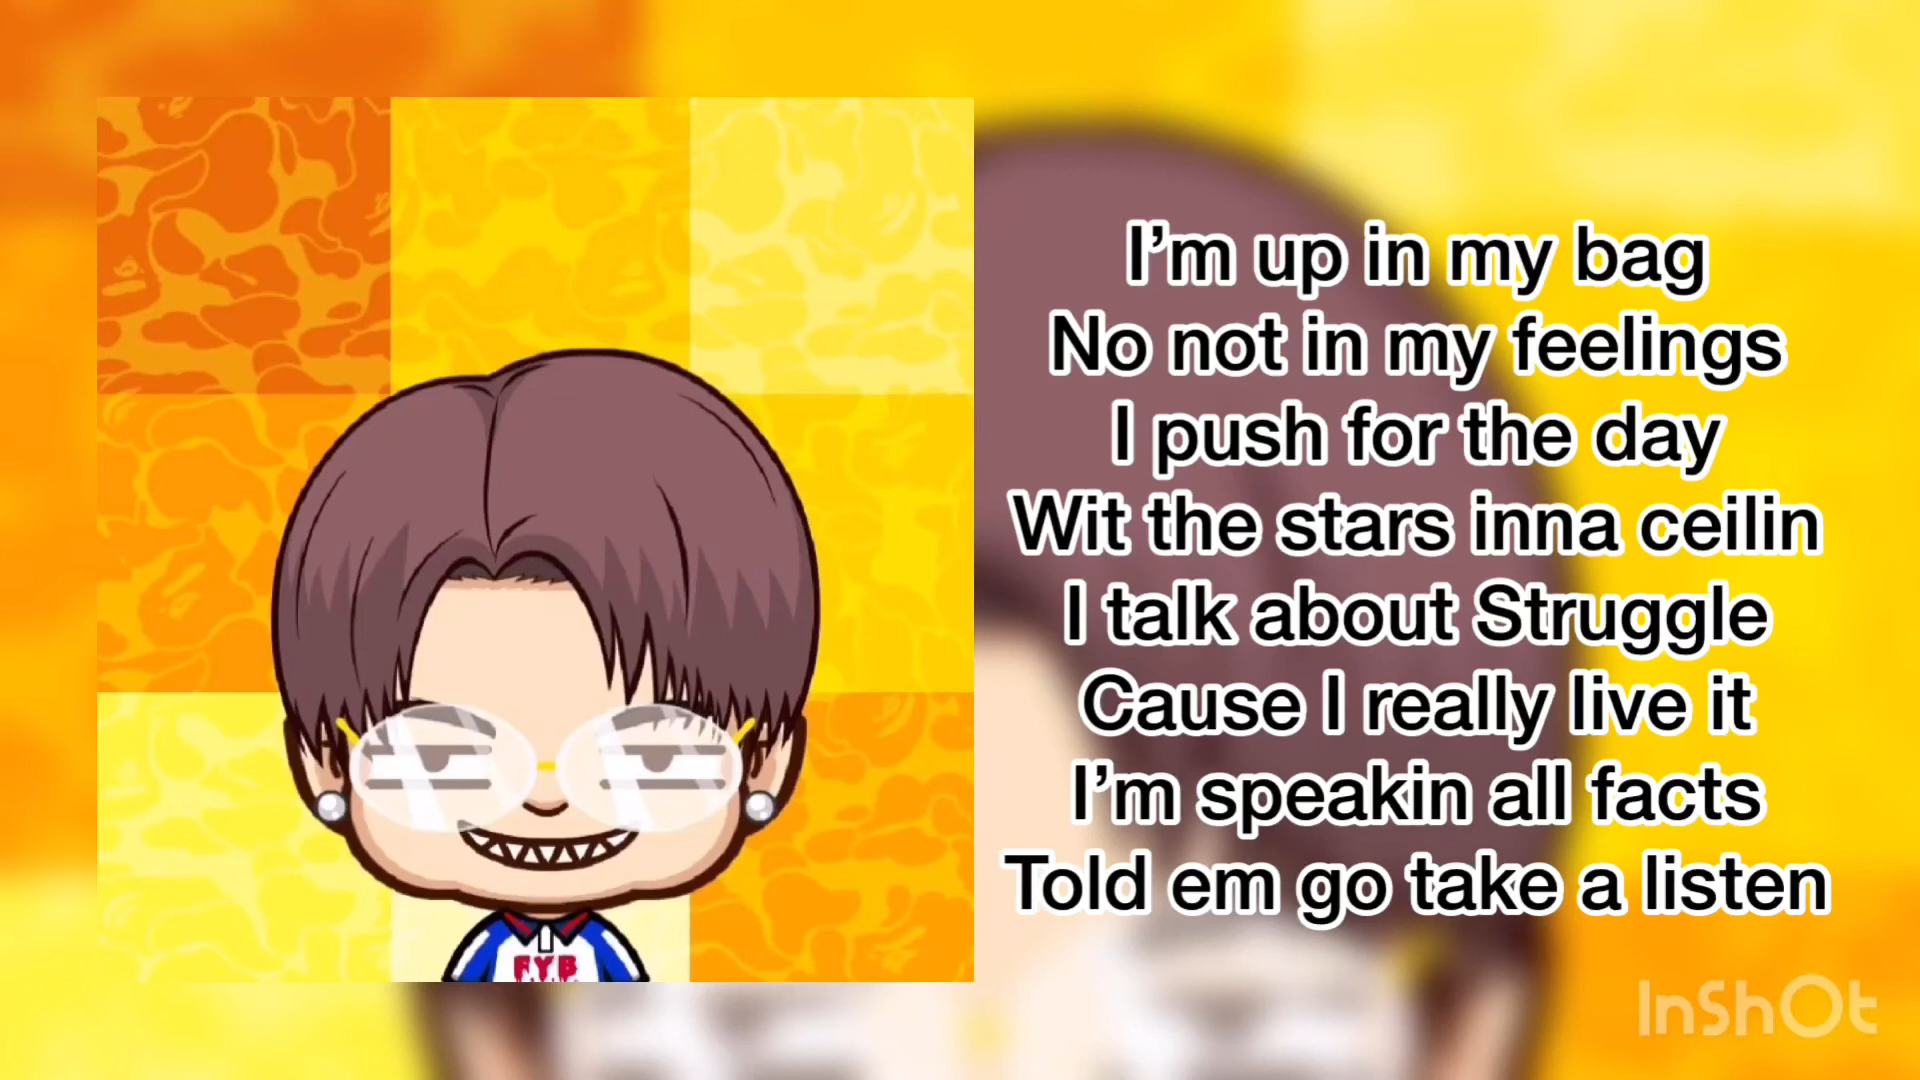 I’m up in my bag
No not in my feelings
I push for the day
Wit the stars inna ceilin
I talk about Struggle
Cause I really live it
I’m speakin all facts
Told em go take a listen
FYB
InShOt